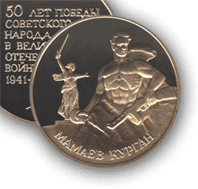 50 ЛЕТ ПОБЕДЫ
СОВЕТСКОГО
НАРОДА
В ВЕЛИ
ОТЕЧЕ
ВОЙН
1941-
МАМАЕВ КУРГАН